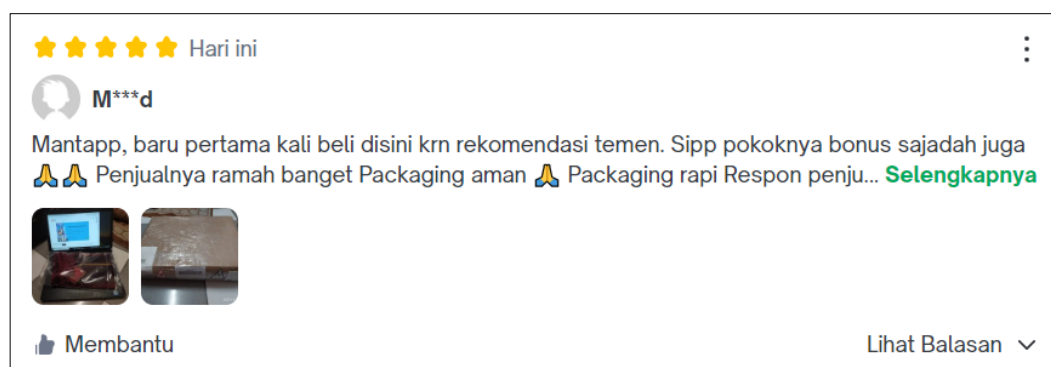 Hari ini
M***d
Mantapp, baru pertama kali beli disini krn rekomendasi temen. Sipp pokoknya bonus sajadah juga
🙏🙏 Penjualnya ramah banget Packaging aman 🙏 Packaging rapi Respon penju... Selengkapnya
Membantu
Lihat Balasan